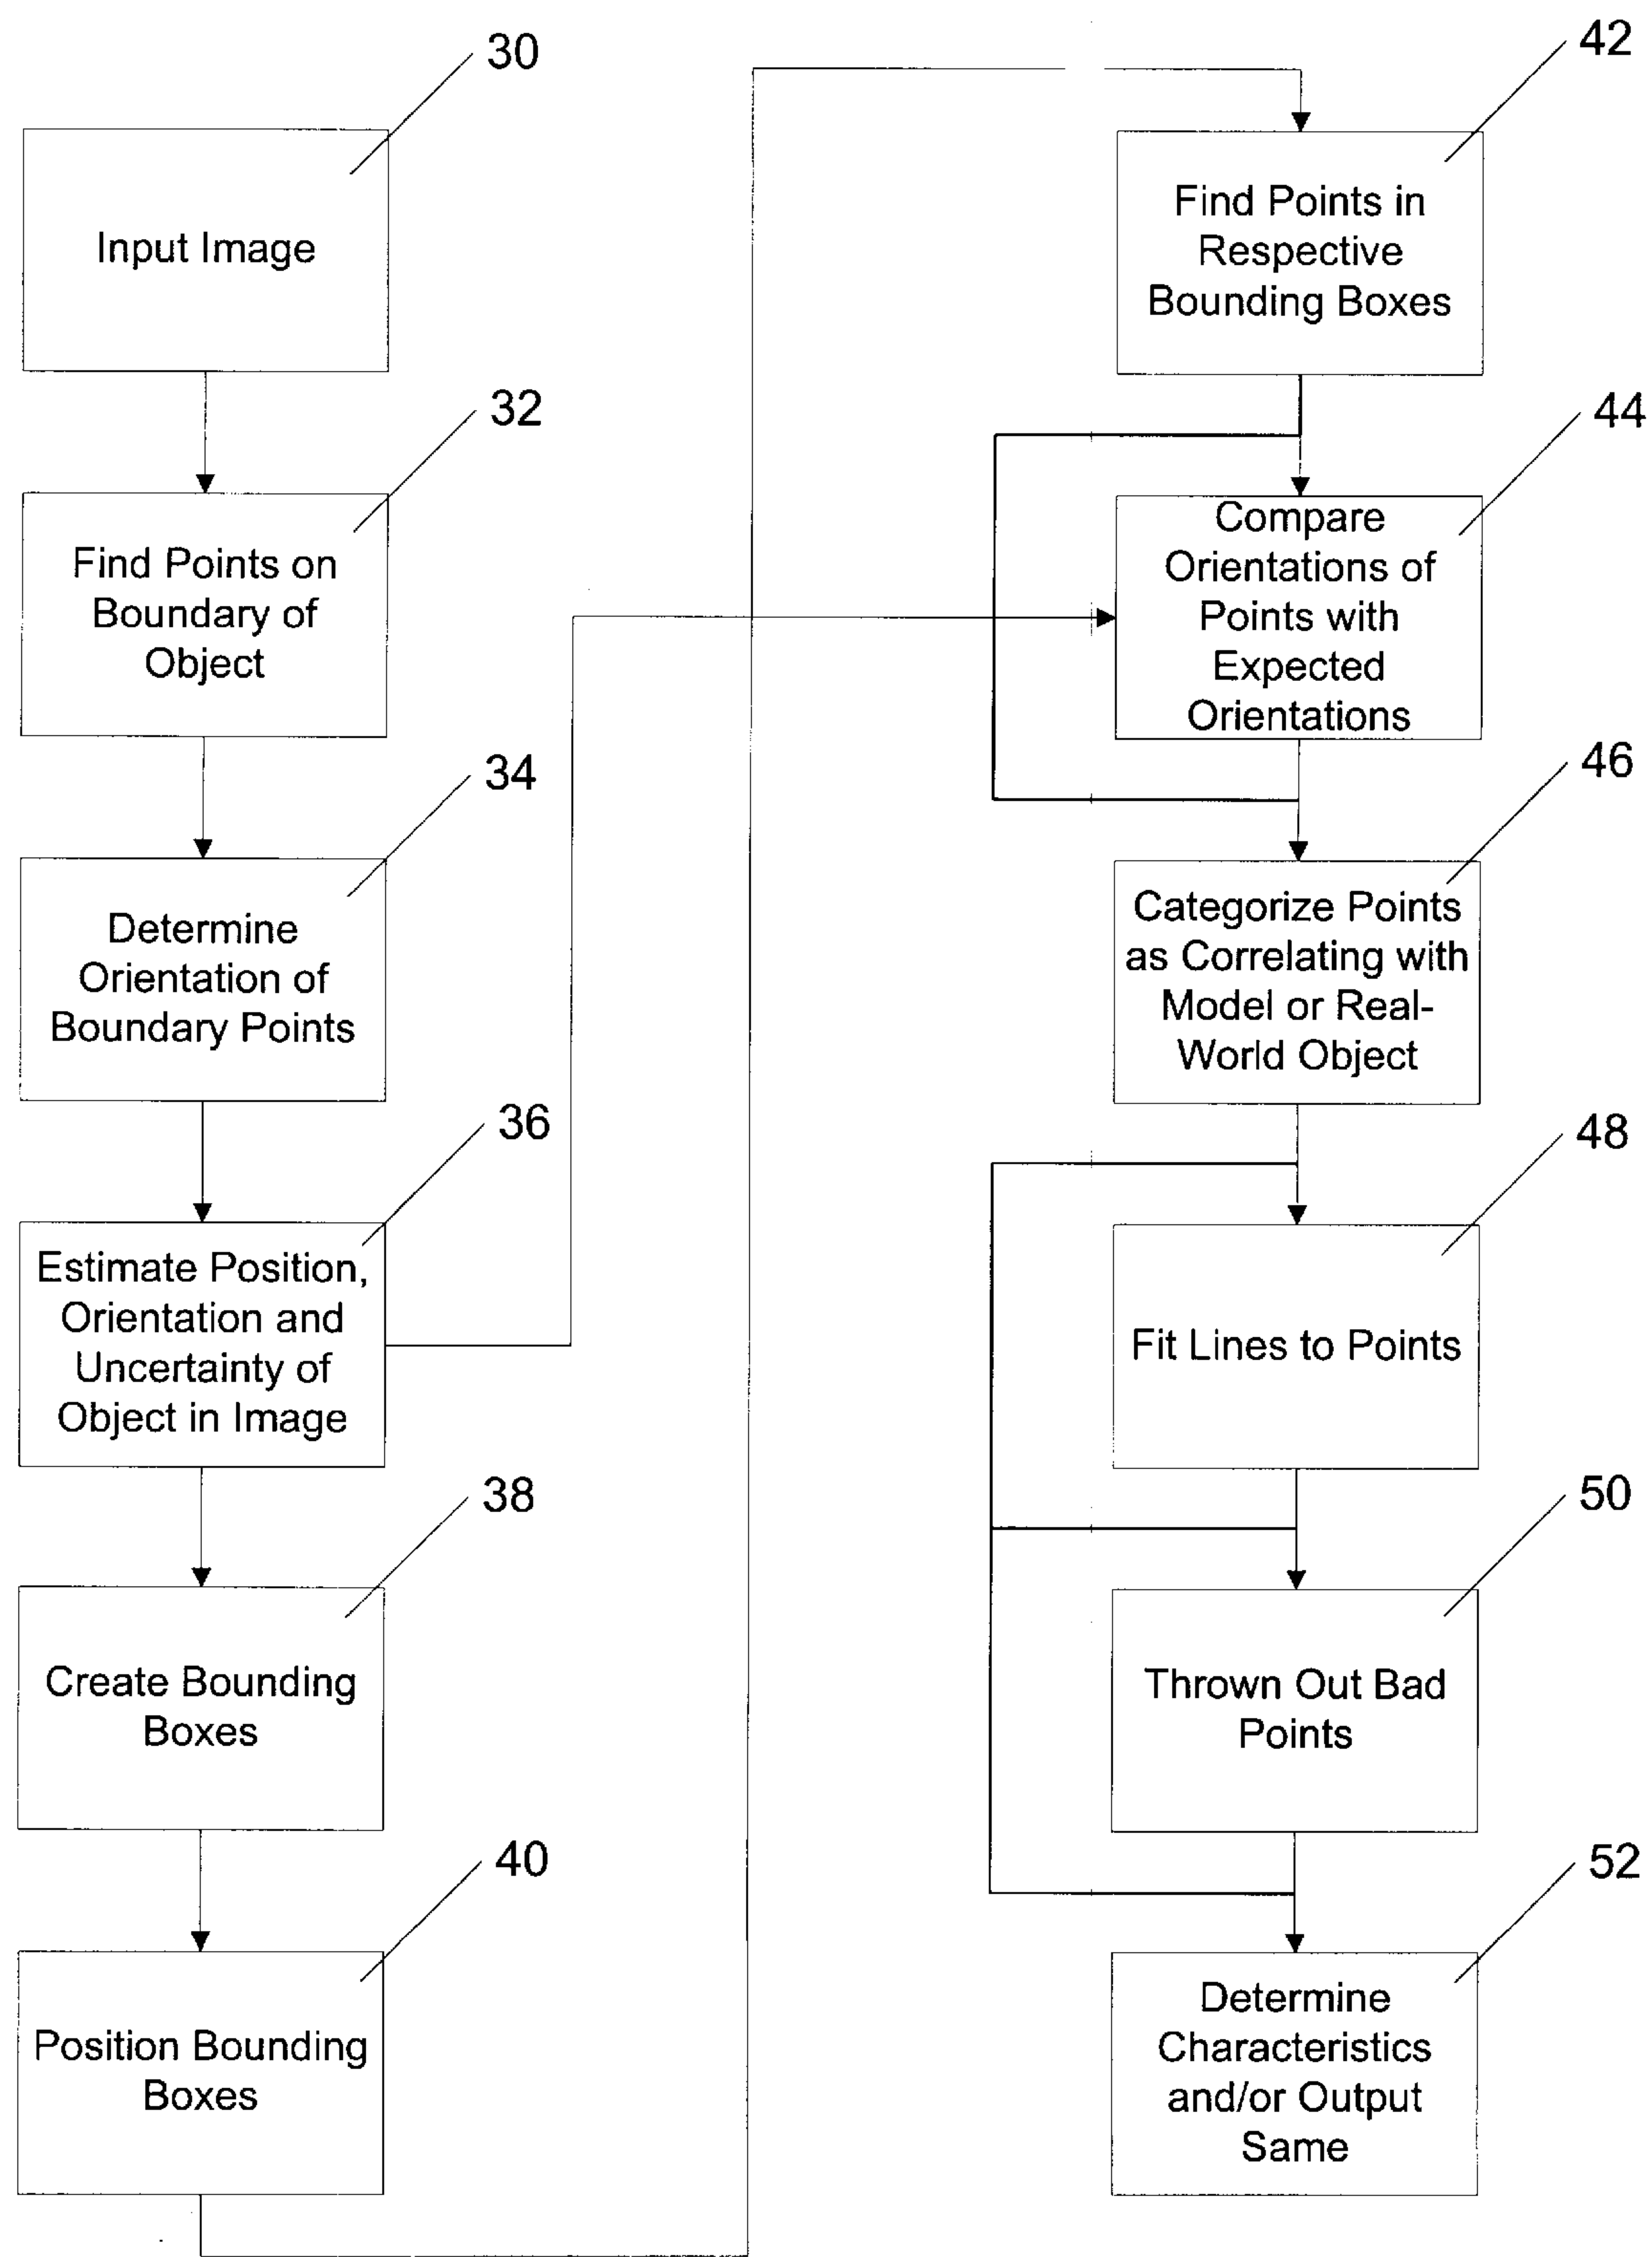 30
Input Image
32
Find Points on
Boundary of
Object
34
Determine
Orientation of
Boundary Points
36
Estimate Position,
Orientation and
Uncertainty of
Object in Image
38
Create Bounding
Boxes
40
Position Bounding
Boxes
42
Find Points in
Respective
Bounding Boxes
44
Compare
Orientations of
Points with
Expected
Orientations
46
Categorize Points
as Correlating with
Model or Real-
World Object
48
Fit Lines to Points
50
Thrown Out Bad
Points
52
Determine
Characteristics
and/or Output
Same